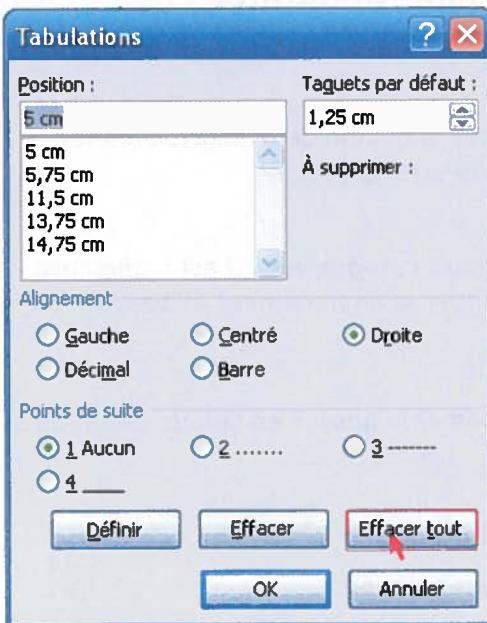 Tabulations
Position :
Taquets par défaut :
5 cm
1,25 cm
5 cm
5,75 cm
11,5 cm
13,75 cm
14,75 cm
À supprimer :
Alignement
Gauche
Centré
Droite
Décimal
Barre
Points de suite
1 Aucun
2 .......
3 -------
4 ___
Définir
Effacer
Effacer tout
OK
Annuler